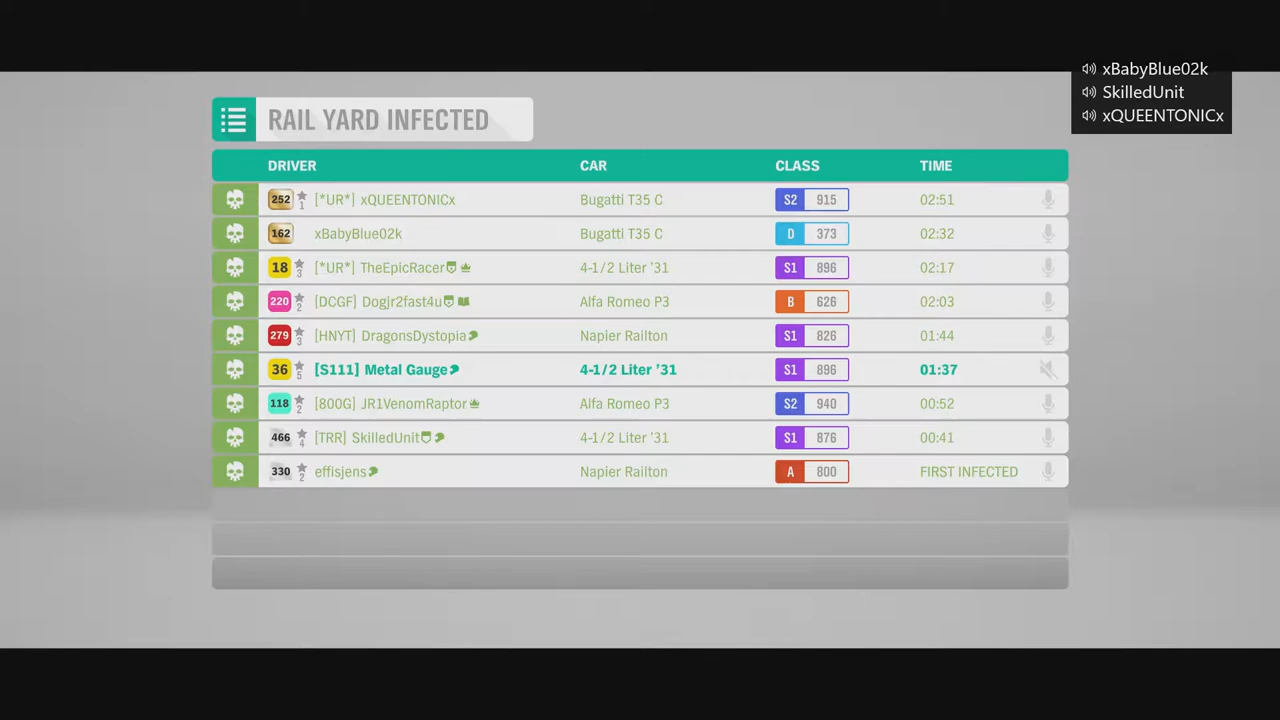 xBabyBlue02k
SkilledUnit
xQUEENTONICx
RAIL YARD INFECTED
DRIVER CAR CLASS TIME
252 1 [*UR*] xQUEENTONICx Bugatti T35 C S2 915 02:51
162 xBabyBlue02k Bugatti T35 C D 373 02:32
18 3 [*UR*] TheEpicRacer 4-1/2 Liter '31 S1 896 02:17
220 2 [DCGF] Dogjr2fast4u Alfa Romeo P3 B 626 02:03
279 3 [HNYT] DragonsDystopia Napier Railton S1 826 01:44
36 5 [S111] Metal Gauge 4-1/2 Liter '31 S1 896 01:37
118 2 [800G] JR1VenomRaptor Alfa Romeo P3 S2 940 00:52
466 4 [TRR] SkilledUnit 4-1/2 Liter '31 S1 876 00:41
330 2 effisjens Napier Railton A 800 FIRST INFECTED